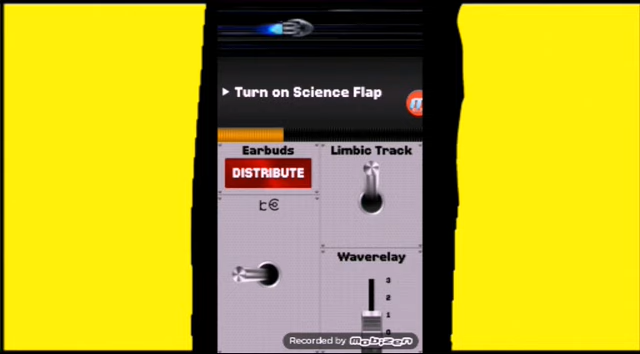 Turn on Science Flap
Earbuds
DISTRIBUTE
Limbic Track
Waverelay
3
2
1
0
Recorded by mobizen